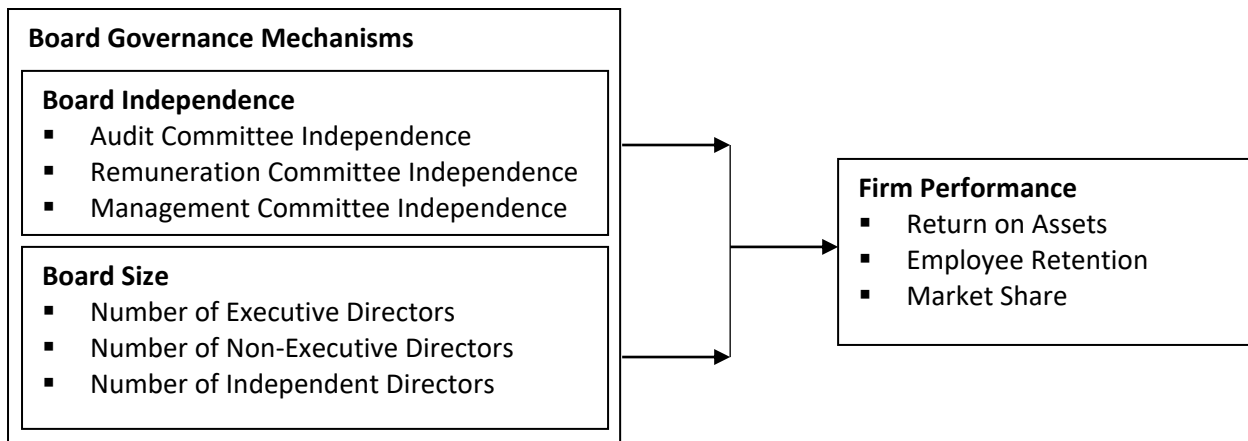 Board Governance Mechanisms
Board Independence
▪ Audit Committee Independence
▪ Remuneration Committee Independence
▪ Management Committee Independence
Board Size
▪ Number of Executive Directors
▪ Number of Non-Executive Directors
▪ Number of Independent Directors
Firm Performance
▪ Return on Assets
▪ Employee Retention
▪ Market Share